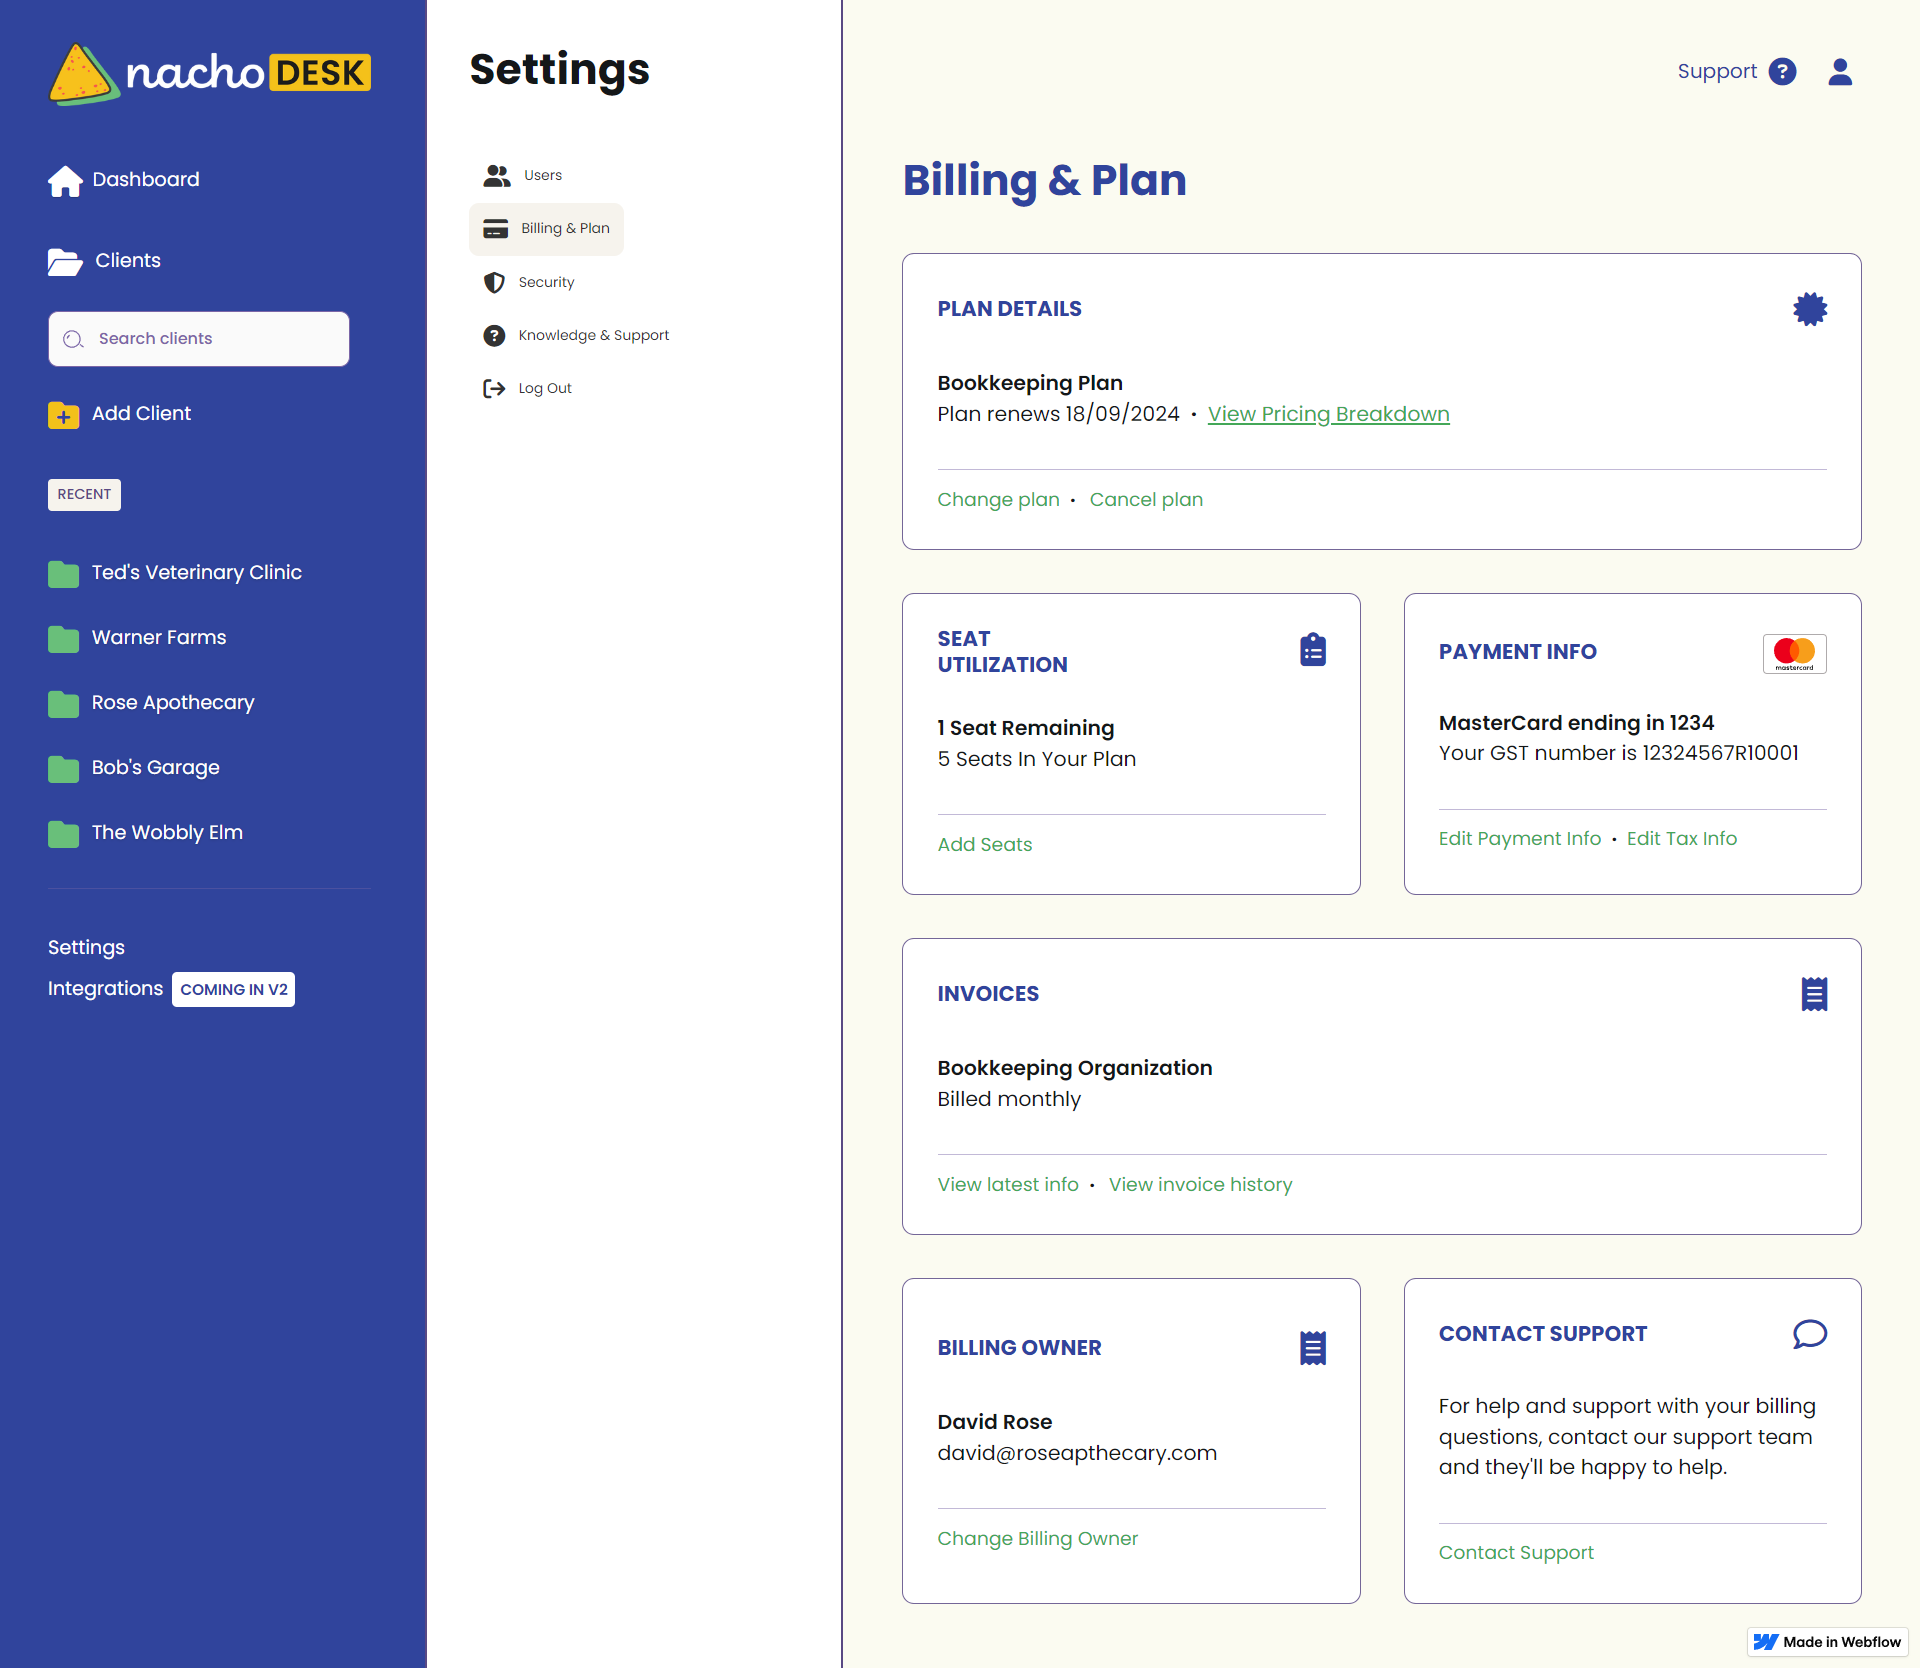 nacho DESK
Dashboard
Clients
Search clients
Add Client
RECENT
Ted's Veterinary Clinic
Warner Farms
Rose Apothecary
Bob's Garage
The Wobbly Elm
Settings
Integrations COMING IN V2
Settings
Users
Billing & Plan
Security
Knowledge & Support
Log Out
Support
Billing & Plan
PLAN DETAILS
Bookkeeping Plan
Plan renews 18/09/2024 • View Pricing Breakdown
Change plan • Cancel plan
SEAT
UTILIZATION
1 Seat Remaining
5 Seats In Your Plan
Add Seats
PAYMENT INFO
mastercard
MasterCard ending in 1234
Your GST number is 12324567R10001
Edit Payment Info • Edit Tax Info
INVOICES
Bookkeeping Organization
Billed monthly
View latest info • View invoice history
BILLING OWNER
David Rose
david@roseapthecary.com
Change Billing Owner
CONTACT SUPPORT
For help and support with your billing
questions, contact our support team
and they'll be happy to help.
Contact Support
Made in Webflow